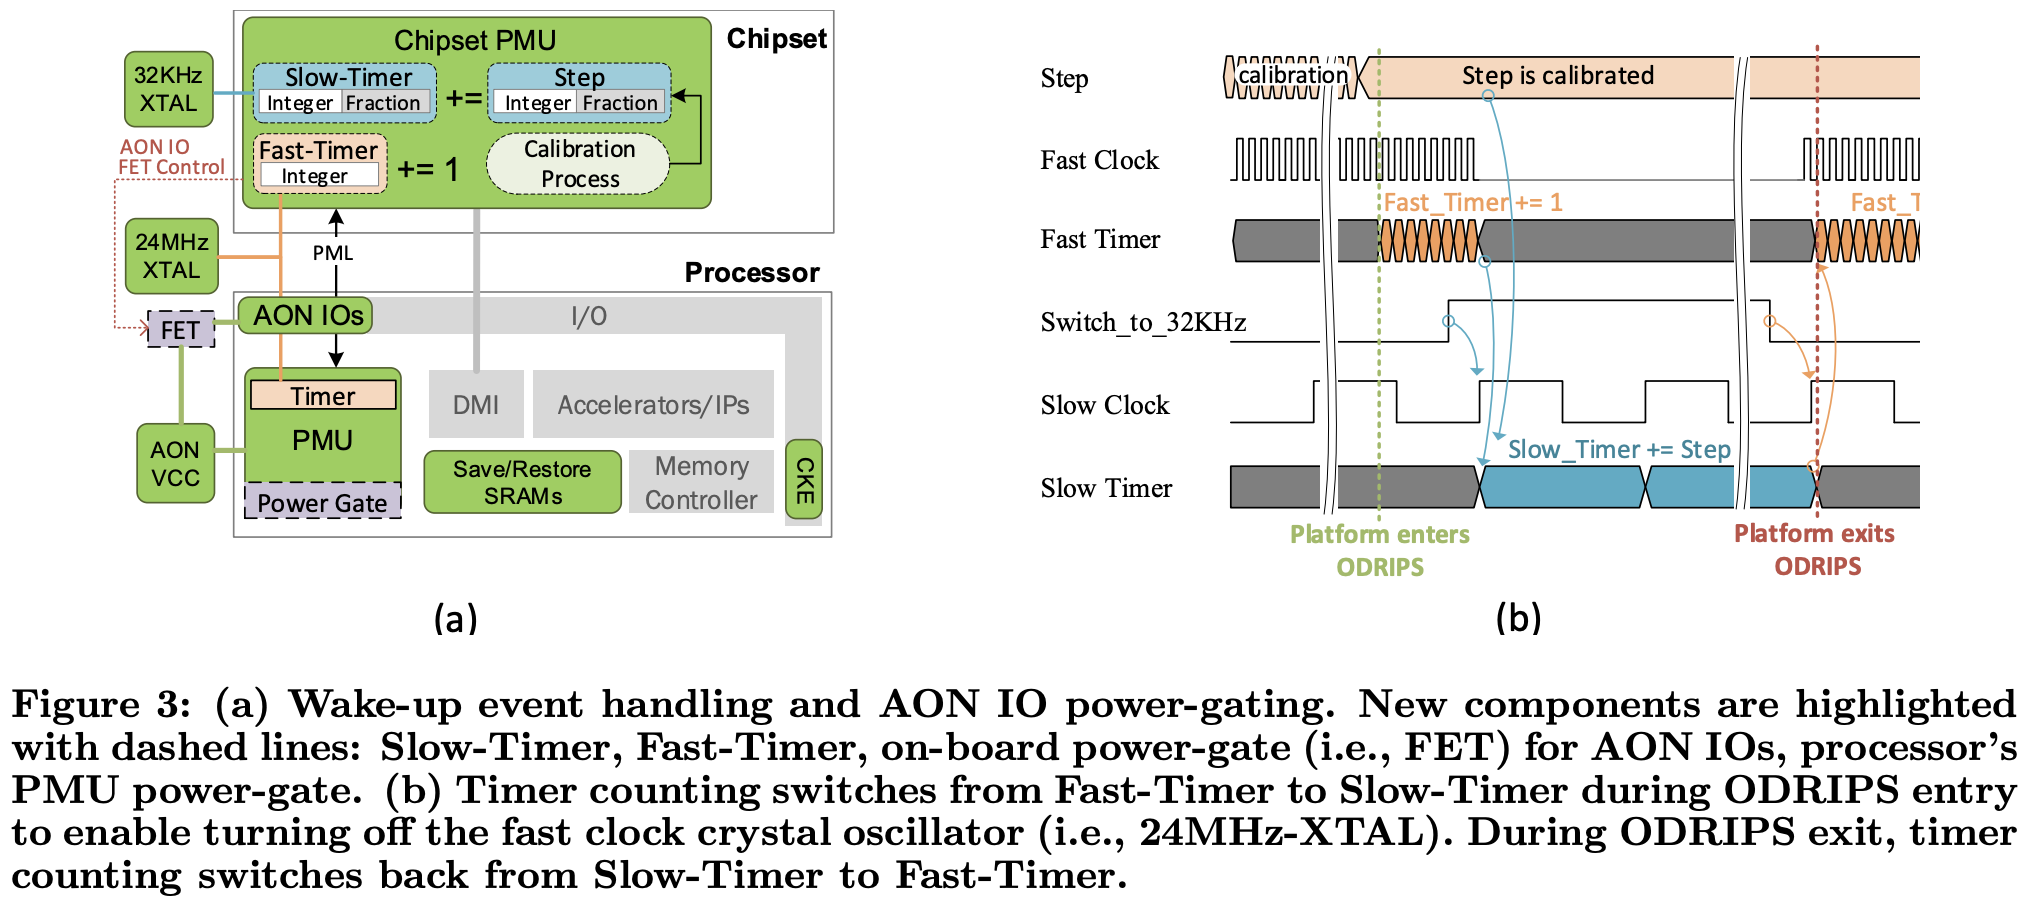 Chipset
Chipset PMU
32KHz
XTAL
Slow-Timer
Integer Fraction
+=
Step
Integer Fraction
AON IO
FET Control
Fast-Timer
Integer
+= 1
Calibration
Process
24MHz
XTAL
PML
Processor
FET
AON IOs
I/O
Timer
PMU
Power Gate
AON
VCC
DMI
Accelerators/IPs
Save/Restore
SRAMs
Memory
Controller
CKE
(a)
Step
calibration
Step is calibrated
Fast Clock
Fast_Timer += 1
Fast_T
Fast Timer
Switch_to_32KHz
Slow Clock
Slow_Timer += Step
Slow Timer
Platform enters
ODRIPS
Platform exits
ODRIPS
(b)
Figure 3: (a) Wake-up event handling and AON IO power-gating. New components are highlighted
with dashed lines: Slow-Timer, Fast-Timer, on-board power-gate (i.e., FET) for AON IOs, processor's
PMU power-gate. (b) Timer counting switches from Fast-Timer to Slow-Timer during ODRIPS entry
to enable turning off the fast clock crystal oscillator (i.e., 24MHz-XTAL). During ODRIPS exit, timer
counting switches back from Slow-Timer to Fast-Timer.